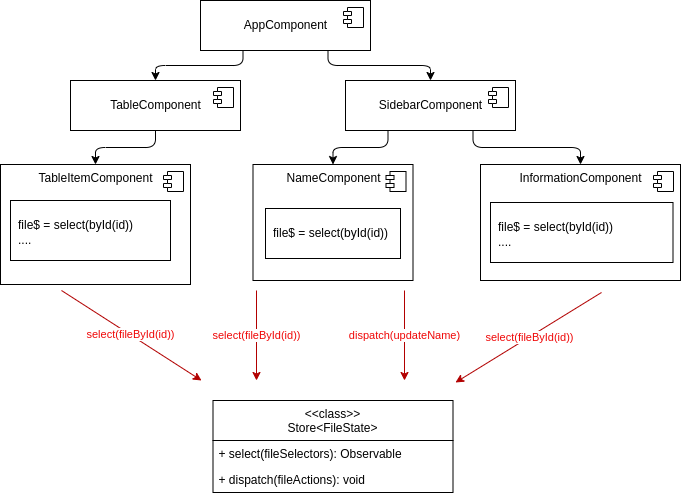 AppComponent
TableComponent
SidebarComponent
TableItemComponent
NameComponent
InformationComponent
file$ = select(byId(id))
....
file$ = select(byId(id))
file$ = select(byId(id))
....
select(fileById(id))
select(fileById(id))
dispatch(updateName)
select(fileById(id))
<<class>>
Store<FileState>
+ select(fileSelectors): Observable
+ dispatch(fileActions): void